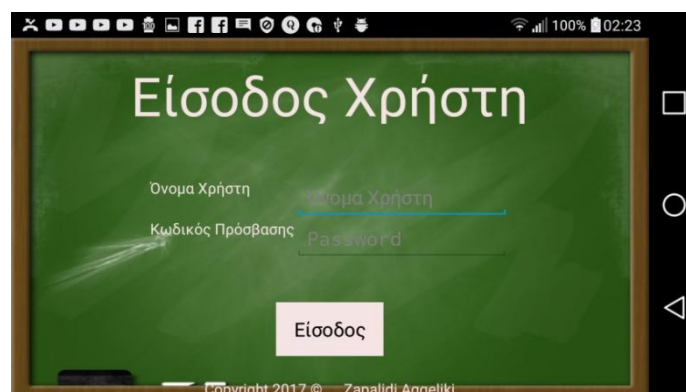 100% 02:23
Είσοδος Χρήστη
Όνομα Χρήστη Όνομα Χρήστη
Κωδικός Πρόσβασης Password
Είσοδος
Copyright 2017 © Zapalidi Aggeliki